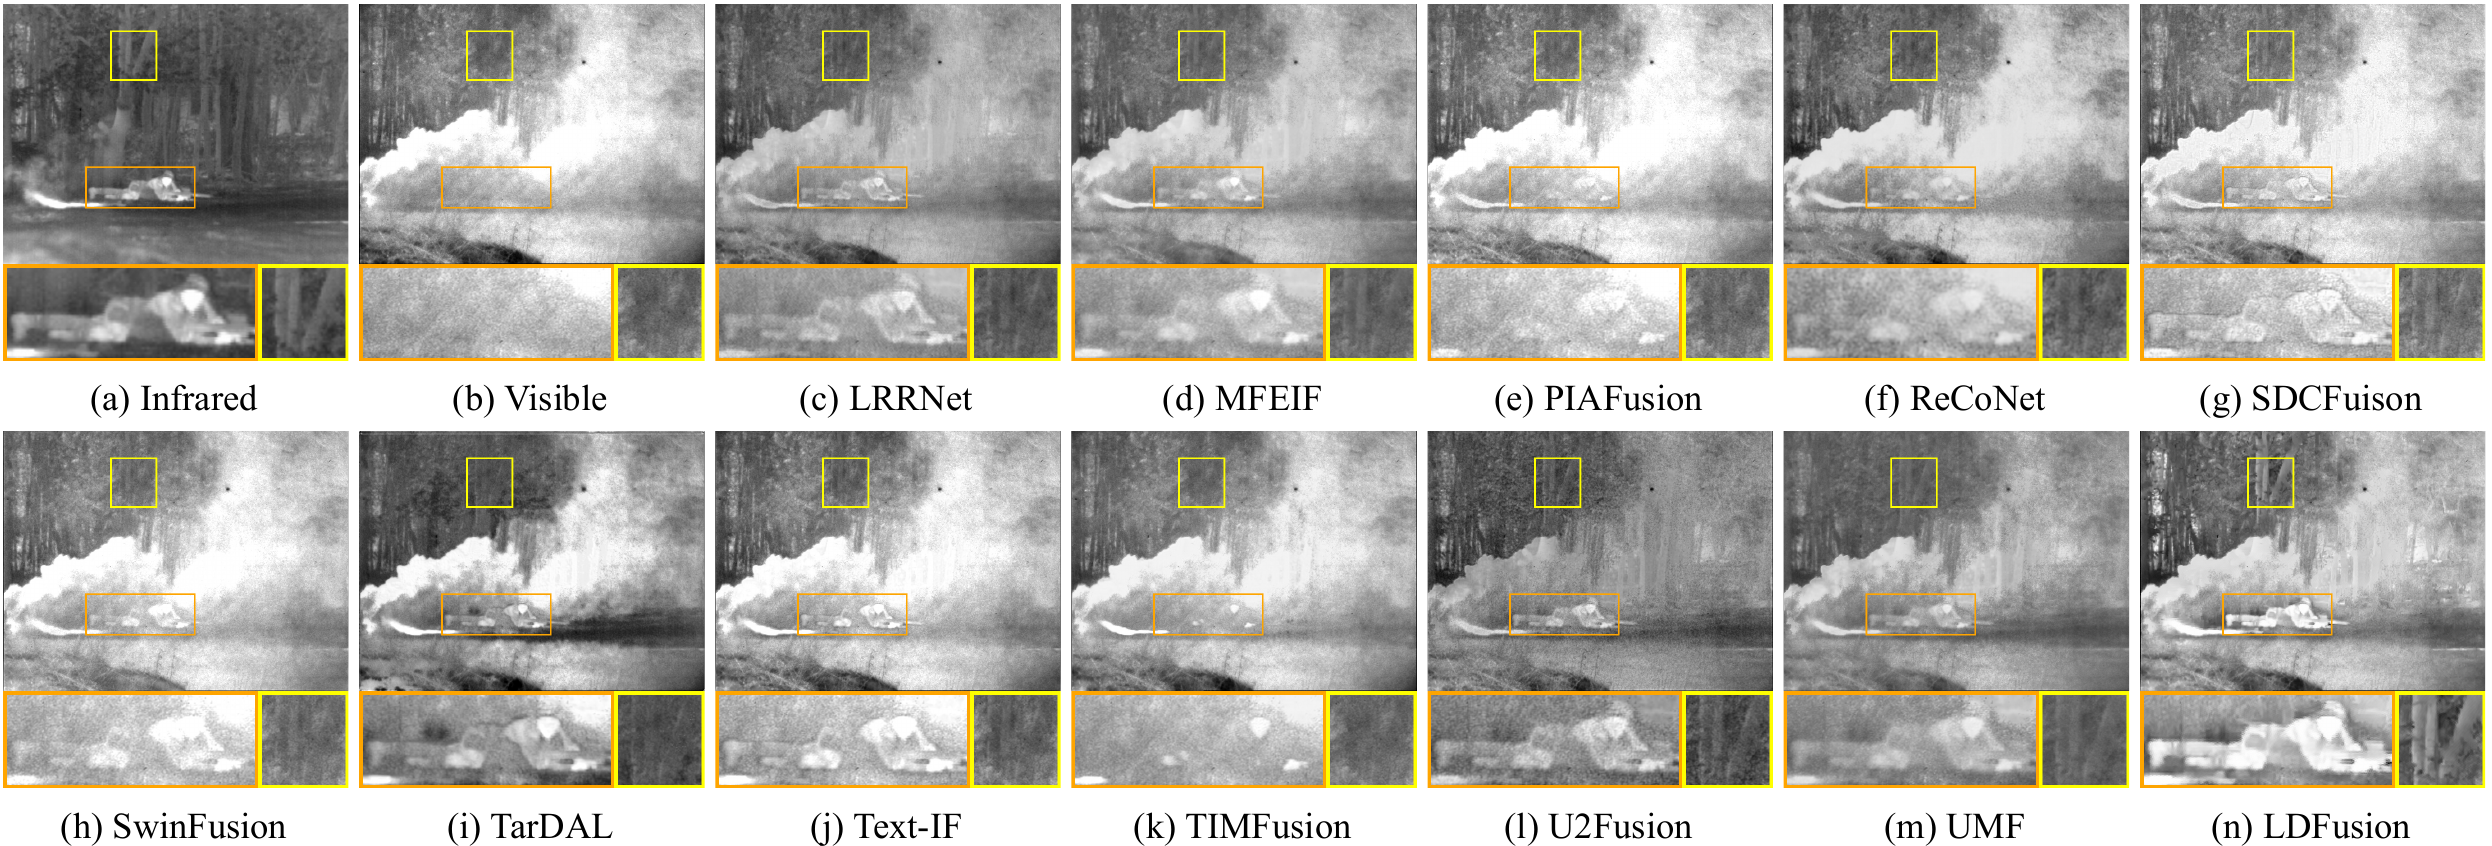 (a) Infrared
(b) Visible
(c) LRRNet
(d) MFEIF
(e) PIAFusion
(f) ReCoNet
(g) SDCFuison
(h) SwinFusion
(i) TarDAL
(j) Text-IF
(k) TIMFusion
(l) U2Fusion
(m) UMF
(n) LDFusion